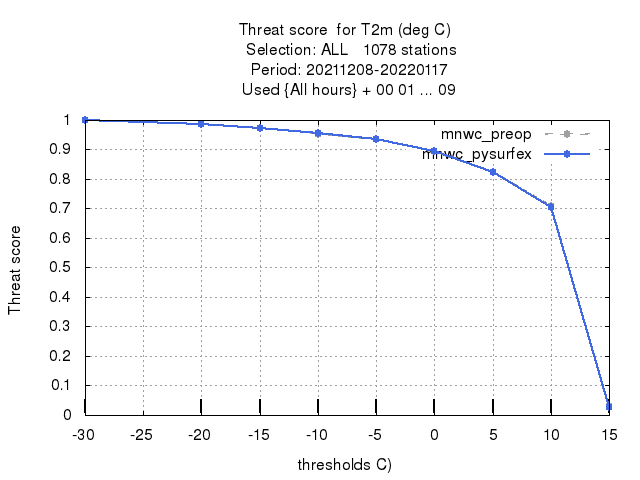 Threat score  for T2m (deg C)
Selection: ALL   1078 stations
Period: 20211208-20220117
Used {All hours} + 00 01 ... 09
mnwc_preop
mnwc_pysurfex
1
0.9
0.8
0.7
0.6
0.5
0.4
0.3
0.2
0.1
0
Threat score
-30 -25 -20 -15 -10 -5 0 5 10 15
thresholds C)